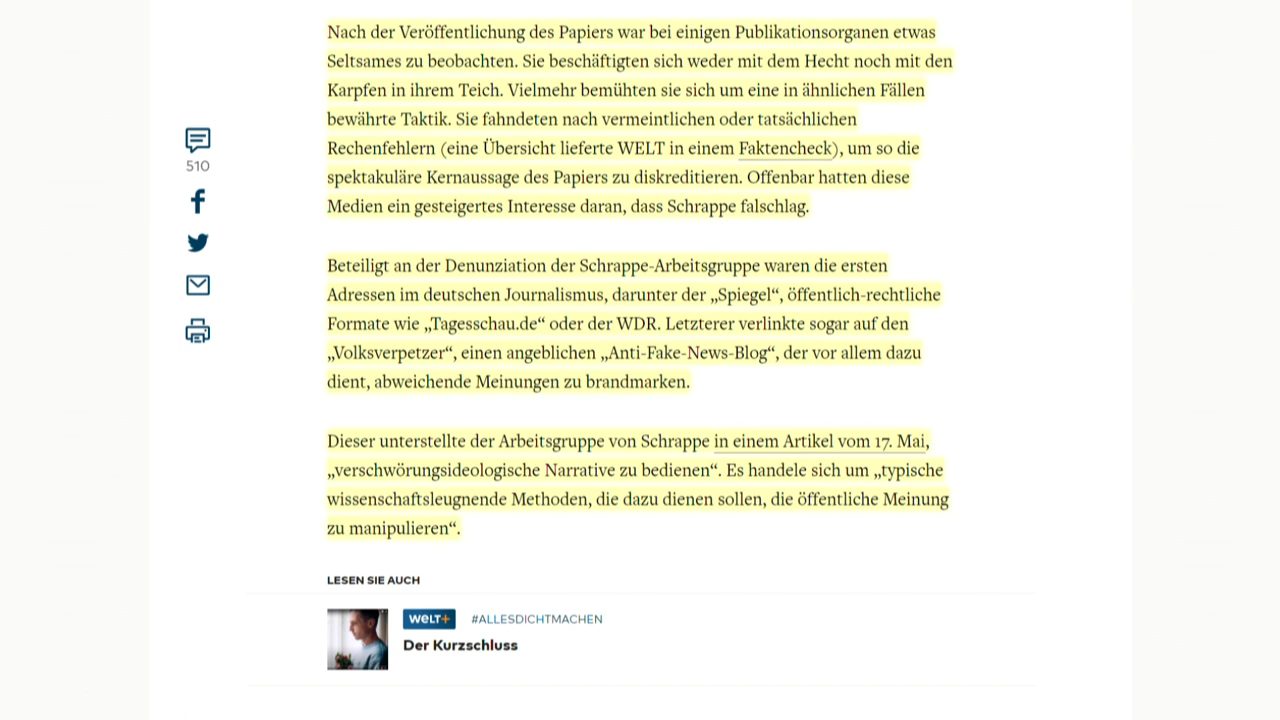 Nach der Veröffentlichung des Papiers war bei einigen Publikationsorganen etwas
Seltsames zu beobachten. Sie beschäftigten sich weder mit dem Hecht noch mit den
Karpfen in ihrem Teich. Vielmehr bemühten sie sich um eine in ähnlichen Fällen
bewährte Taktik. Sie fahndeten nach vermeintlichen oder tatsächlichen
Rechenfehlern (eine Übersicht lieferte WELT in einem Faktencheck), um so die
spektakuläre Kernaussage des Papiers zu diskreditieren. Offenbar hatten diese
Medien ein gesteigertes Interesse daran, dass Schrappe falschlag.
510
Beteiligt an der Denunziation der Schrappe-Arbeitsgruppe waren die ersten
Adressen im deutschen Journalismus, darunter der „Spiegel“, öffentlich-rechtliche
Formate wie „Tagesschau.de“ oder der WDR. Letzterer verlinkte sogar auf den
„Volksverpetzer“, einen angeblichen „Anti-Fake-News-Blog“, der vor allem dazu
dient, abweichende Meinungen zu brandmarken.
Dieser unterstellte der Arbeitsgruppe von Schrappe in einem Artikel vom 17. Mai,
„verschwörungsideologische Narrative zu bedienen“. Es handele sich um „typische
wissenschaftsleugnende Methoden, die dazu dienen sollen, die öffentliche Meinung
zu manipulieren“.
LESEN SIE AUCH
WELT+ #ALLESDICHTMACHEN
Der Kurzschluss